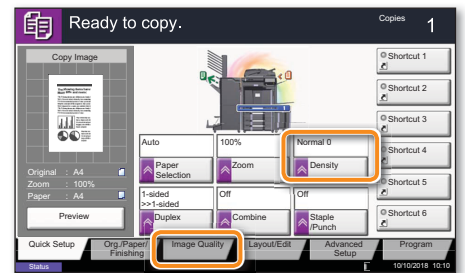 Ready to copy.
Copies
1
Copy Image
Original : A4
Zoom : 100%
Paper : A4
Preview
Auto
Paper
Selection
100%
Zoom
Normal 0
Density
1-sided
>>1-sided
Duplex
Off
Combine
Off
Staple
/Punch
Shortcut 1
Shortcut 2
Shortcut 3
Shortcut 4
Shortcut 5
Shortcut 6
Quick Setup
Org./Paper/
Finishing
Image Quality
Layout/Edit
Advanced
Setup
Program
Status
10/10/2018 10:10